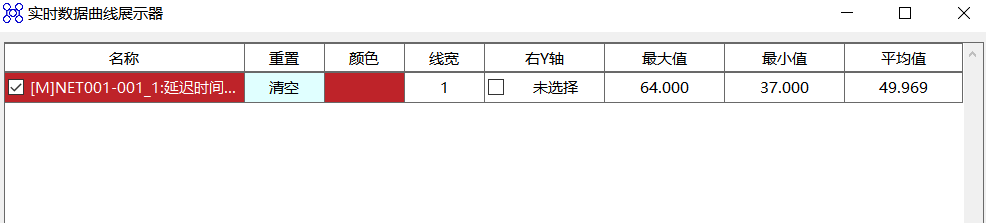 实时数据曲线展示器
名称 重置 颜色 线宽 右Y轴 最大值 最小值 平均值
[M]NET001-001_1:延迟时间... 清空 1 未选择 64.000 37.000 49.969